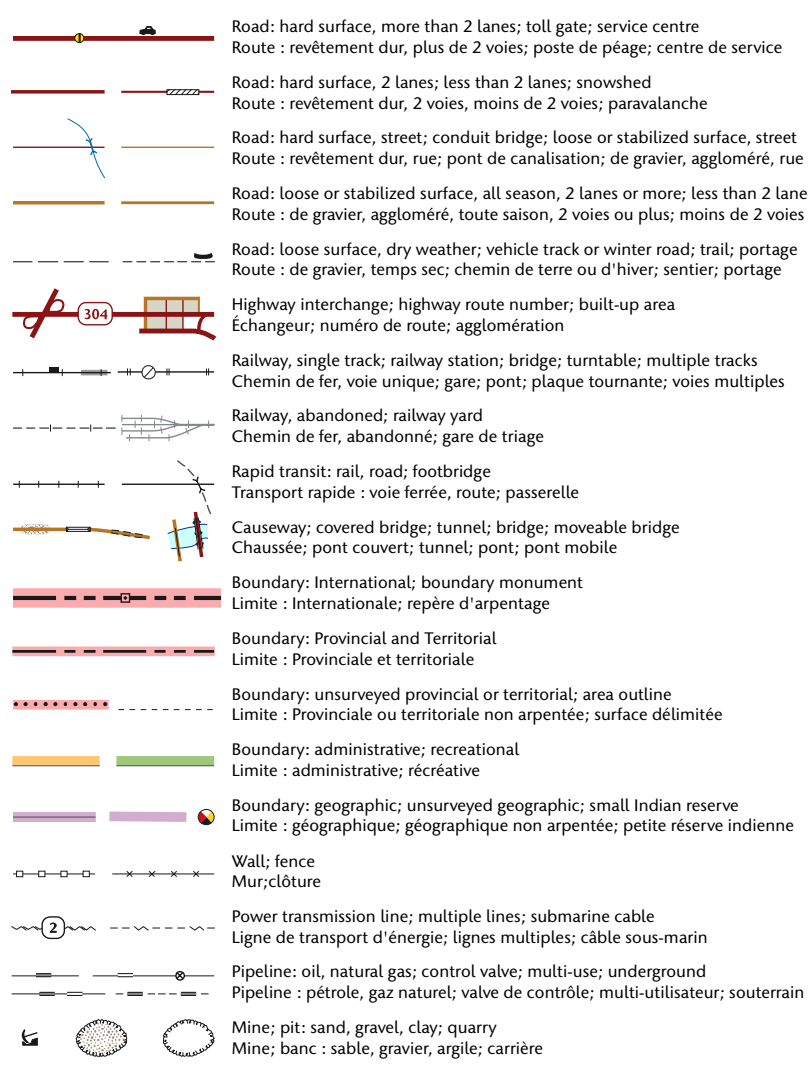 Road: hard surface, more than 2 lanes; toll gate; service centre
Route : revêtement dur, plus de 2 voies; poste de péage; centre de service
Road: hard surface, 2 lanes; less than 2 lanes; snowshed
Route : revêtement dur, 2 voies, moins de 2 voies; paravalanche
Road: hard surface, street; conduit bridge; loose or stabilized surface, street
Route : revêtement dur, rue; pont de canalisation; de gravier, aggloméré, rue
Road: loose or stabilized surface, all season, 2 lanes or more; less than 2 lane
Route : de gravier, aggloméré, toute saison, 2 voies ou plus; moins de 2 voies
Road: loose surface, dry weather; vehicle track or winter road; trail; portage
Route : de gravier, temps sec; chemin de terre ou d'hiver; sentier; portage
304
Highway interchange; highway route number; built-up area
Échangeur; numéro de route; agglomération
Railway, single track; railway station; bridge; turntable; multiple tracks
Chemin de fer, voie unique; gare; pont; plaque tournante; voies multiples
Railway, abandoned; railway yard
Chemin de fer, abandonné; gare de triage
Rapid transit: rail, road; footbridge
Transport rapide : voie ferrée, route; passerelle
Causeway; covered bridge; tunnel; bridge; moveable bridge
Chaussée; pont couvert; tunnel; pont; pont mobile
Boundary: International; boundary monument
Limite : Internationale; repère d'arpentage
Boundary: Provincial and Territorial
Limite : Provinciale et territoriale
Boundary: unsurveyed provincial or territorial; area outline
Limite : Provinciale ou territoriale non arpentée; surface délimitée
Boundary: administrative; recreational
Limite : administrative; récréative
Boundary: geographic; unsurveyed geographic; small Indian reserve
Limite : géographique; géographique non arpentée; petite réserve indienne
Wall; fence
Mur;clôture
2
Power transmission line; multiple lines; submarine cable
Ligne de transport d'énergie; lignes multiples; câble sous-marin
Pipeline: oil, natural gas; control valve; multi-use; underground
Pipeline : pétrole, gaz naturel; valve de contrôle; multi-utilisateur; souterrain
Mine; pit: sand, gravel, clay; quarry
Mine; banc : sable, gravier, argile; carrière